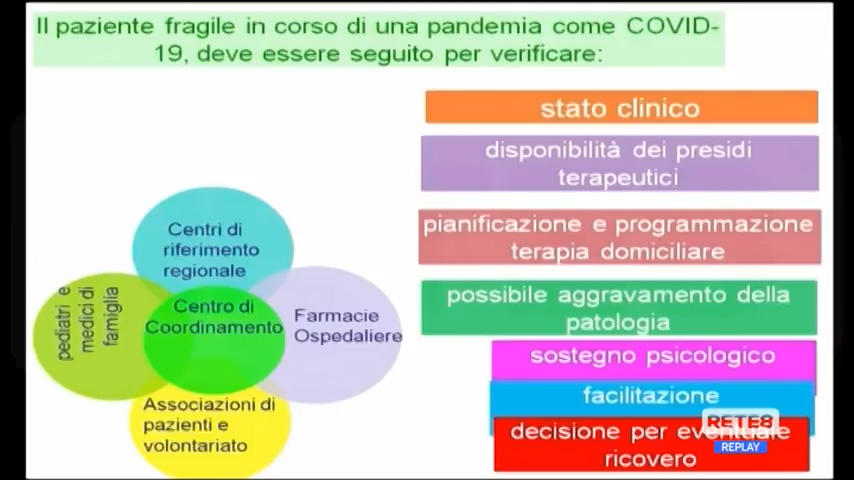 Il paziente fragile in corso di una pandemia come COVID-
19, deve essere seguito per verificare:
stato clinico
disponibilità dei presidi
terapeutici
pianificazione e programmazione
terapia domiciliare
possibile aggravamento della
patologia
sostegno psicologico
facilitazione
decisione per eventuale
ricovero
Centri di
riferimento
regionale
pediatri e
medici di
famiglia
Centro di
Coordinamento
Farmacie
Ospedaliere
Associazioni di
pazienti e
volontariato
RETE8
REPLAY